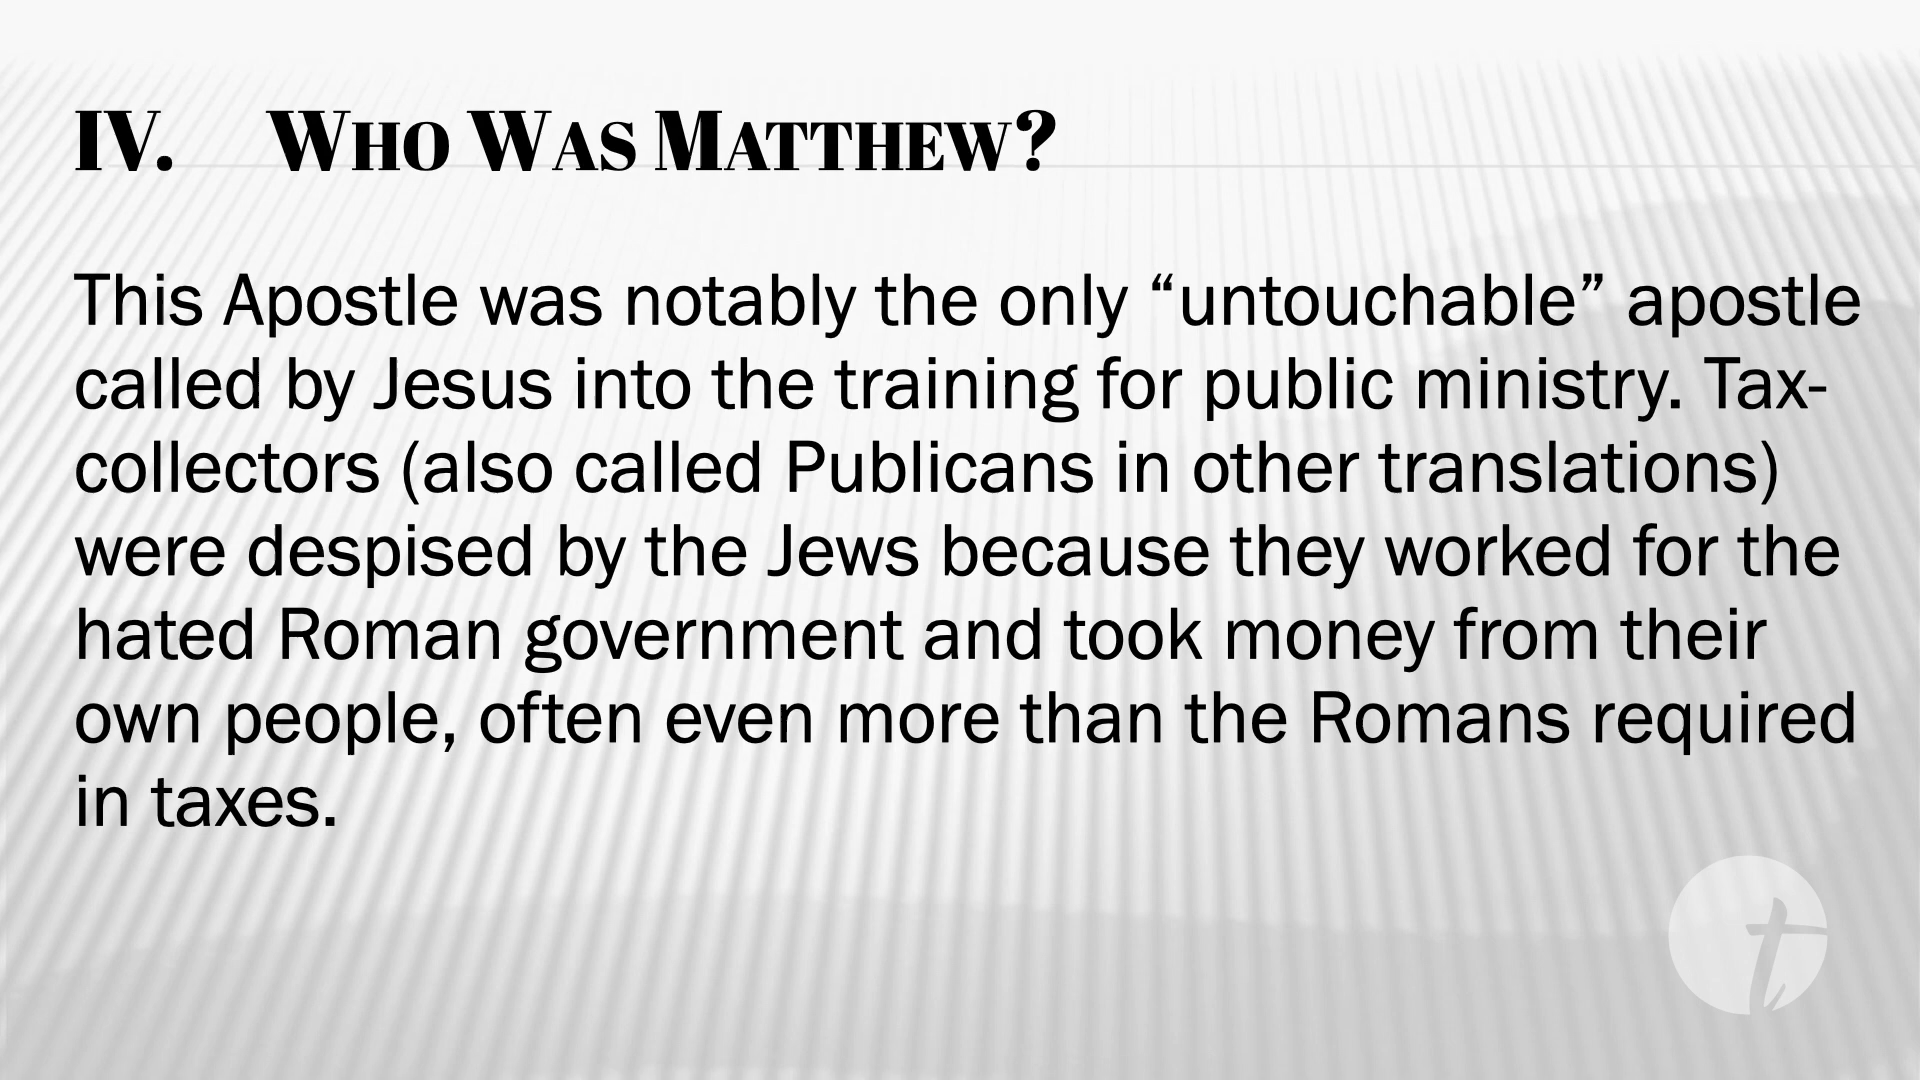 IV. Who Was Matthew?
This Apostle was notably the only “untouchable” apostle
called by Jesus into the training for public ministry. Tax-
collectors (also called Publicans in other translations)
were despised by the Jews because they worked for the
hated Roman government and took money from their
own people, often even more than the Romans required
in taxes.